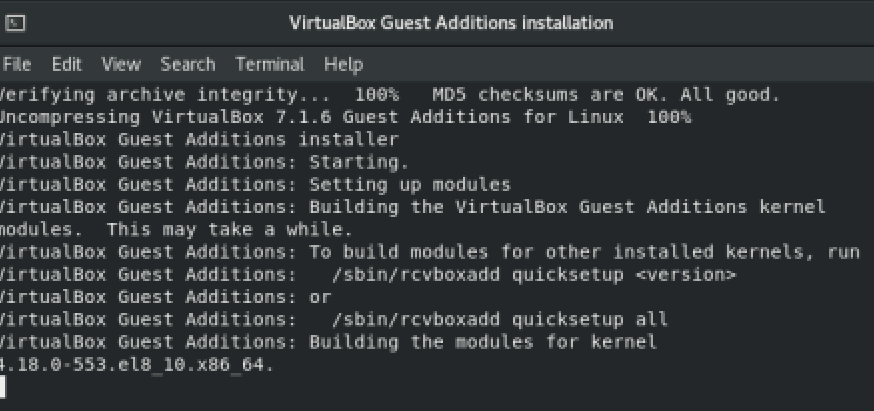 VirtualBox Guest Additions installation
File Edit View Search Terminal Help
Verifying archive integrity...  100%   MD5 checksums are OK. All good.
Uncompressing VirtualBox 7.1.6 Guest Additions for Linux  100%
VirtualBox Guest Additions installer
VirtualBox Guest Additions: Starting.
VirtualBox Guest Additions: Setting up modules
VirtualBox Guest Additions: Building the VirtualBox Guest Additions kernel
modules.  This may take a while.
VirtualBox Guest Additions: To build modules for other installed kernels, run
VirtualBox Guest Additions:   /sbin/rcvboxadd quicksetup <version>
VirtualBox Guest Additions: or
VirtualBox Guest Additions:   /sbin/rcvboxadd quicksetup all
VirtualBox Guest Additions: Building the modules for kernel
4.18.0-553.el8_10.x86_64.